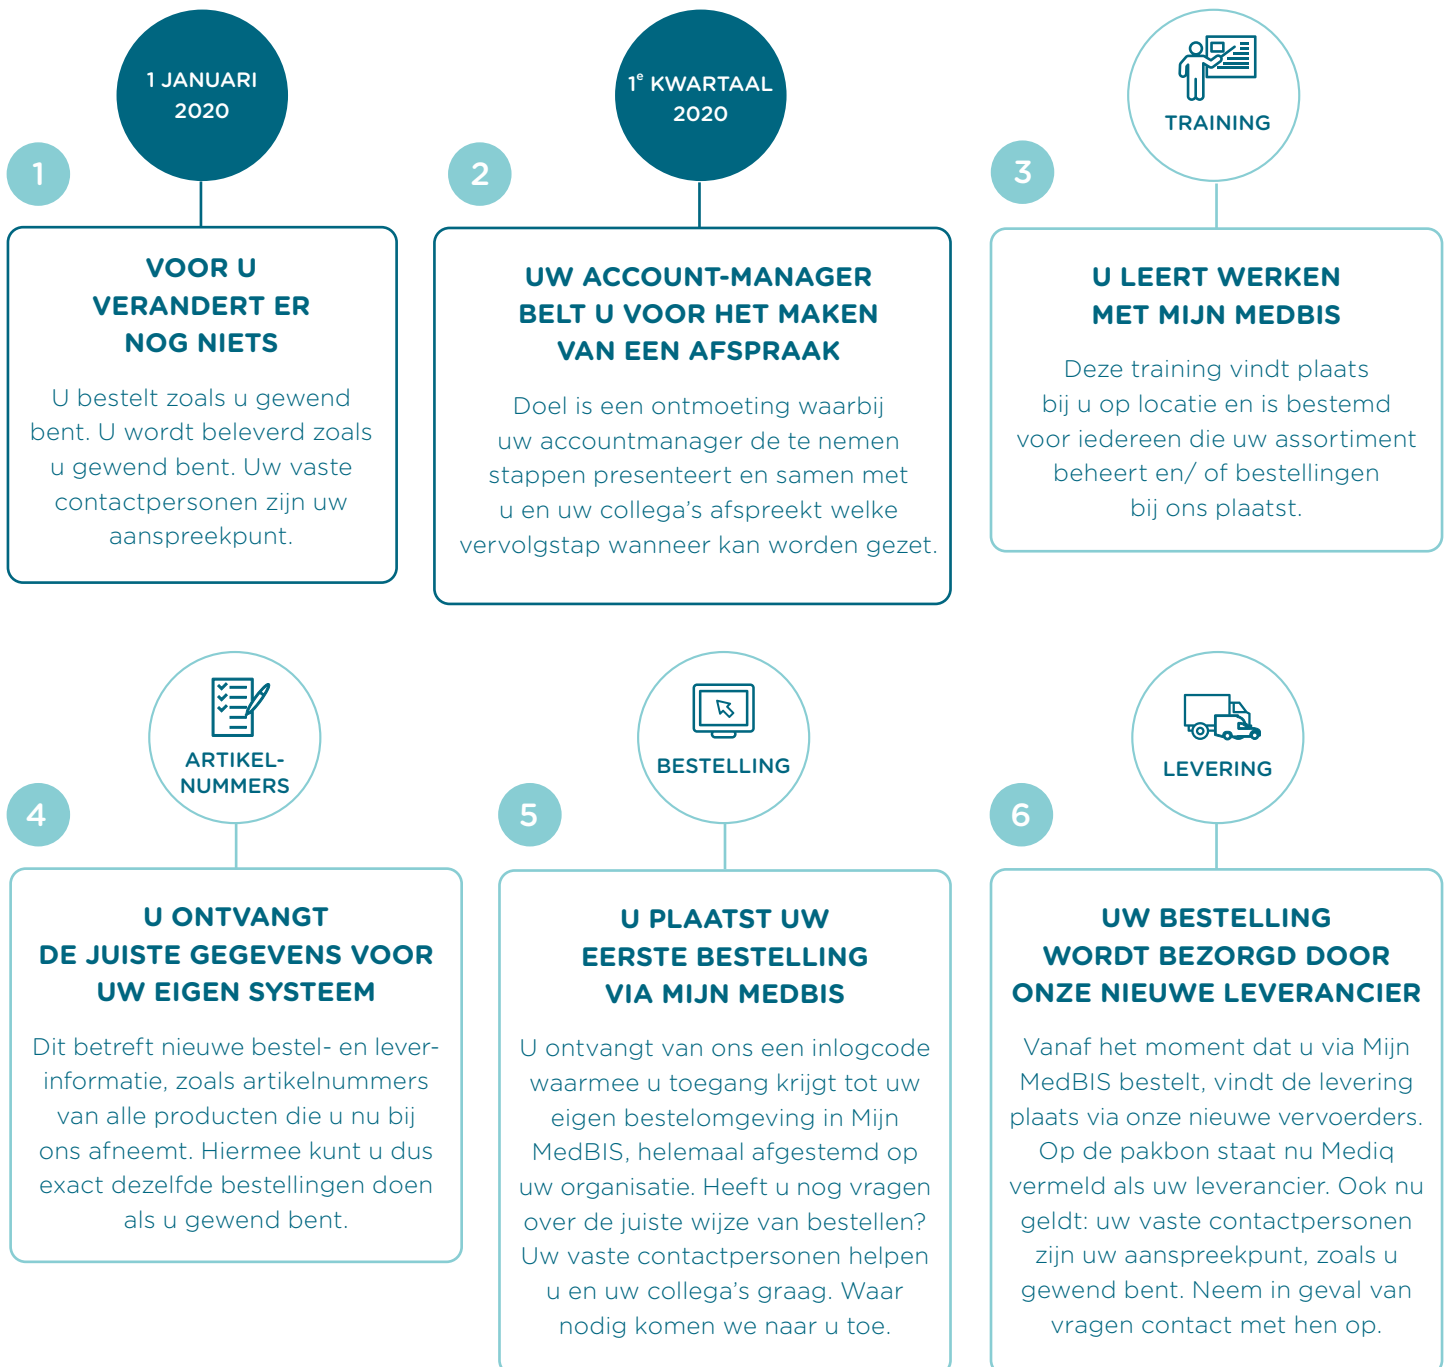 1 JANUARI
2020
1
VOOR U
VERANDERT ER
NOG NIETS
U bestelt zoals u gewend
bent. U wordt beleverd zoals
u gewend bent. Uw vaste
contactpersonen zijn uw
aanspreekpunt.
1e KWARTAAL
2020
2
UW ACCOUNT-MANAGER
BELT U VOOR HET MAKEN
VAN EEN AFSPRAAK
Doel is een ontmoeting waarbij
uw accountmanager de te nemen
stappen presenteert en samen met
u en uw collega’s afspreekt welke
vervolgstap wanneer kan worden gezet.
TRAINING
3
U LEERT WERKEN
MET MIJN MEDBIS
Deze training vindt plaats
bij u op locatie en is bestemd
voor iedereen die uw assortiment
beheert en/ of bestellingen
bij ons plaatst.
ARTIKEL-
NUMMERS
4
U ONTVANGT
DE JUISTE GEGEVENS VOOR
UW EIGEN SYSTEEM
Dit betreft nieuwe bestel- en lever-
informatie, zoals artikelnummers
van alle producten die u nu bij
ons afneemt. Hiermee kunt u dus
exact dezelfde bestellingen doen
als u gewend bent.
BESTELLING
5
U PLAATST UW
EERSTE BESTELLING
VIA MIJN MEDBIS
U ontvangt van ons een inlogcode
waarmee u toegang krijgt tot uw
eigen bestelomgeving in Mijn
MedBIS, helemaal afgestemd op
uw organisatie. Heeft u nog vragen
over de juiste wijze van bestellen?
Uw vaste contactpersonen helpen
u en uw collega’s graag. Waar
nodig komen we naar u toe.
LEVERING
6
UW BESTELLING
WORDT BEZORGD DOOR
ONZE NIEUWE LEVERANCIER
Vanaf het moment dat u via Mijn
MedBIS bestelt, vindt de levering
plaats via onze nieuwe vervoerders.
Op de pakbon staat nu Mediq
vermeld als uw leverancier. Ook nu
geldt: uw vaste contactpersonen
zijn uw aanspreekpunt, zoals u
gewend bent. Neem in geval van
vragen contact met hen op.